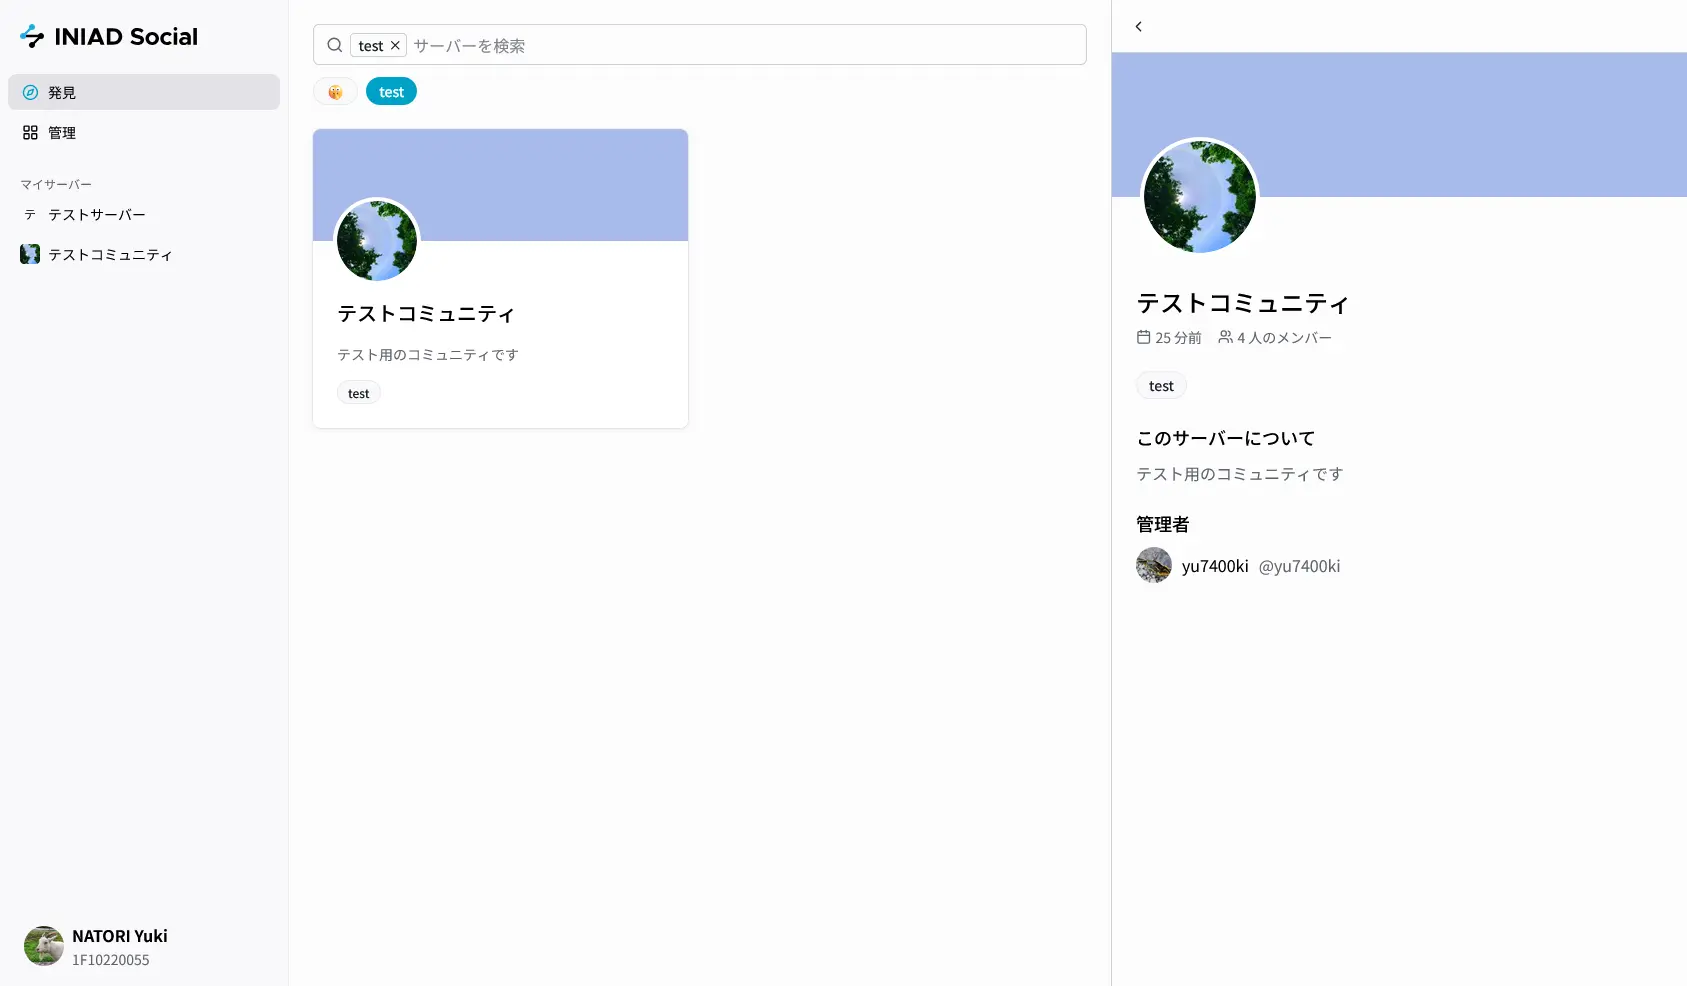 INIAD Social
発見
管理
マイサーバー
テ テストサーバー
テストコミュニティ
NATORI Yuki
1F10220055
test サーバーを検索
test
テストコミュニティ
テスト用のコミュニティです
test
テストコミュニティ
25 分前 4 人のメンバー
test
このサーバーについて
テスト用のコミュニティです
管理者
yu7400ki @yu7400ki